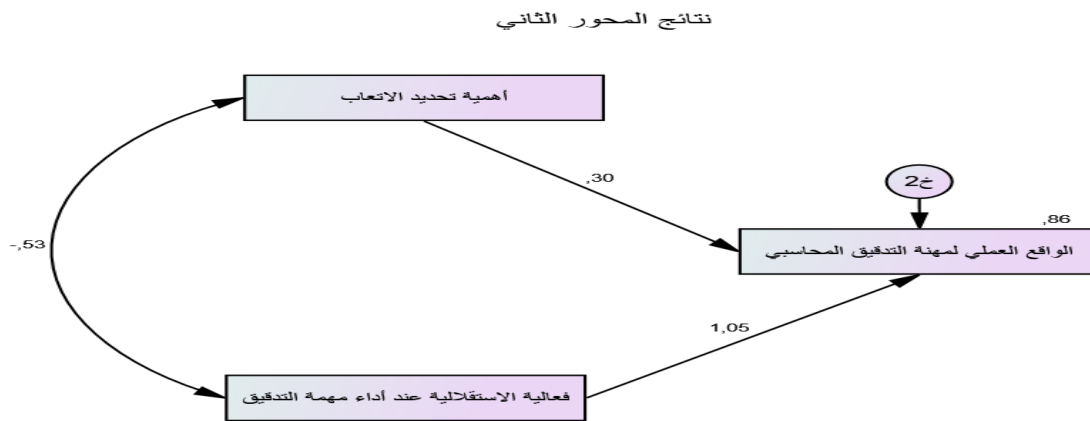 نتائج المحور الثاني
أهمية تحديد الاتعاب
,30
خ2
,86
-,53
الواقع العملي لمهنة التدقيق المحاسبي
1,05
فعالية الاستقلالية عند أداء مهمة التدقيق